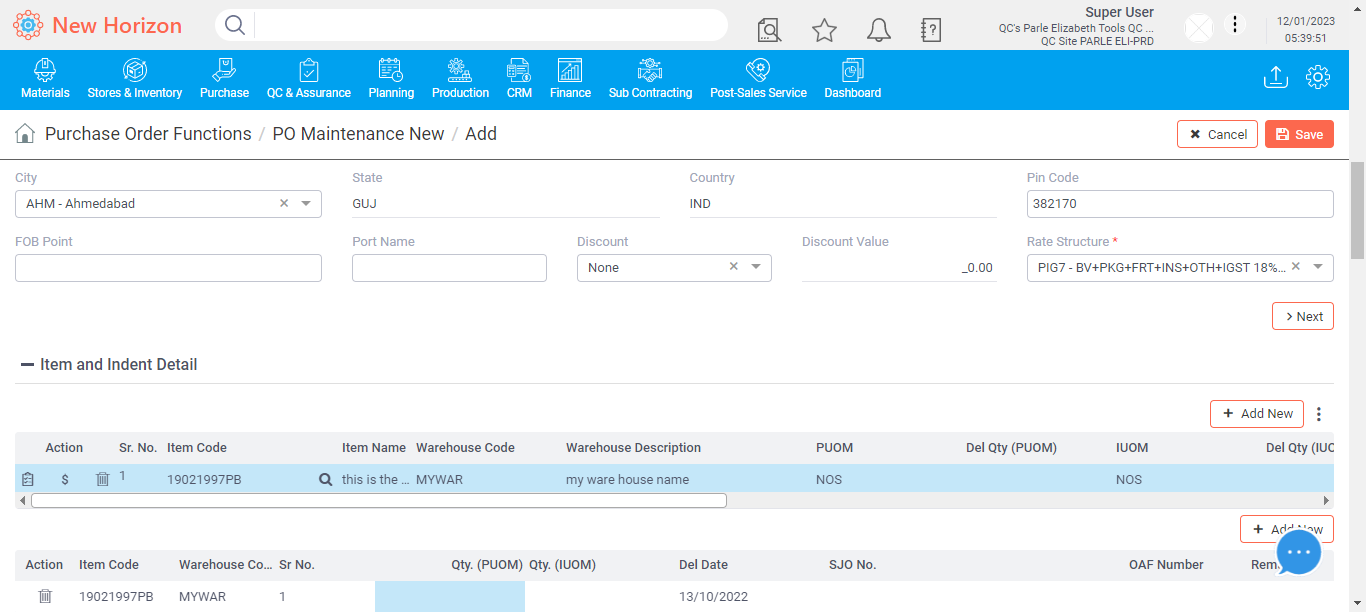 New Horizon
Super User
QC's Parle Elizabeth Tools QC ...
QC Site PARLE ELI-PRD
12/01/2023
05:39:51
Materials Stores & Inventory Purchase QC & Assurance Planning Production CRM Finance Sub Contracting Post-Sales Service Dashboard
Purchase Order Functions / PO Maintenance New / Add
Cancel Save
City State Country Pin Code
AHM - Ahmedabad GUJ IND 382170
FOB Point Port Name Discount Discount Value Rate Structure *
None _0.00 PIG7 - BV+PKG+FRT+INS+OTH+IGST 18%...
Next
Item and Indent Detail
+ Add New
Action Sr. No. Item Code Item Name Warehouse Code Warehouse Description PUOM Del Qty (PUOM) IUOM Del Qty (IUO
$ 1 19021997PB this is the ... MYWAR my ware house name NOS NOS
+ Add New
Action Item Code Warehouse Co... Sr No. Qty. (PUOM) Qty. (IUOM) Del Date SJO No. OAF Number Rem
19021997PB MYWAR 1 13/10/2022